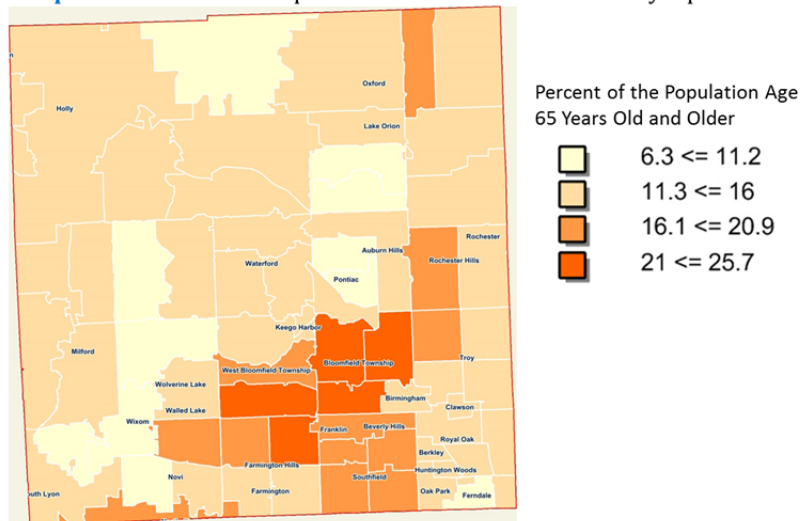 Percent of the Population Age
65 Years Old and Older
6.3 <= 11.2
11.3 <= 16
16.1 <= 20.9
21 <= 25.7
Oxford
Holly
Lake Orion
Rochester
Auburn Hills
Rochester Hills
Waterford
Pontiac
Keego Harbor
Milford
Troy
Bloomfield Township
West Bloomfield Township
Wolverine Lake
Birmingham
Walled Lake
Clawson
Wixom
Franklin
Beverly Hills
Royal Oak
Berkley
Farmington Hills
Huntington Woods
Novi
Southfield
uth Lyon
Farmington
Oak Park
Ferndale